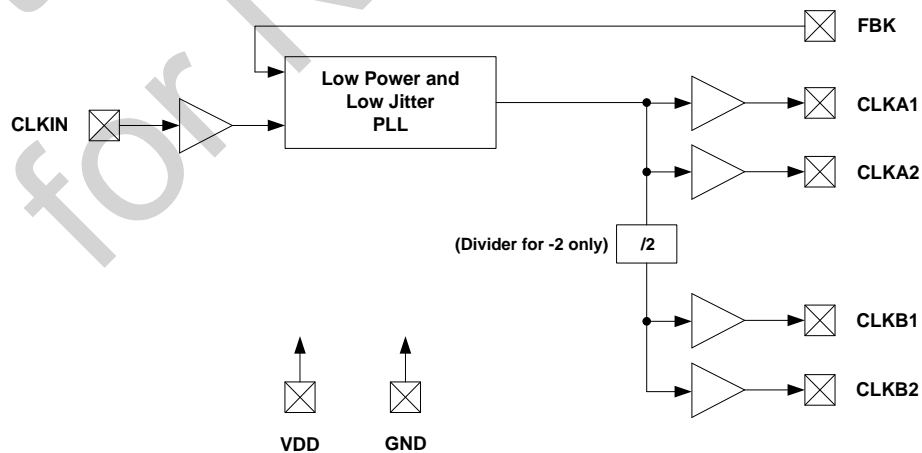 FBK
Low Power and
Low Jitter
PLL
CLKIN
CLKA1
CLKA2
(Divider for -2 only)
/2
CLKB1
CLKB2
VDD
GND
for